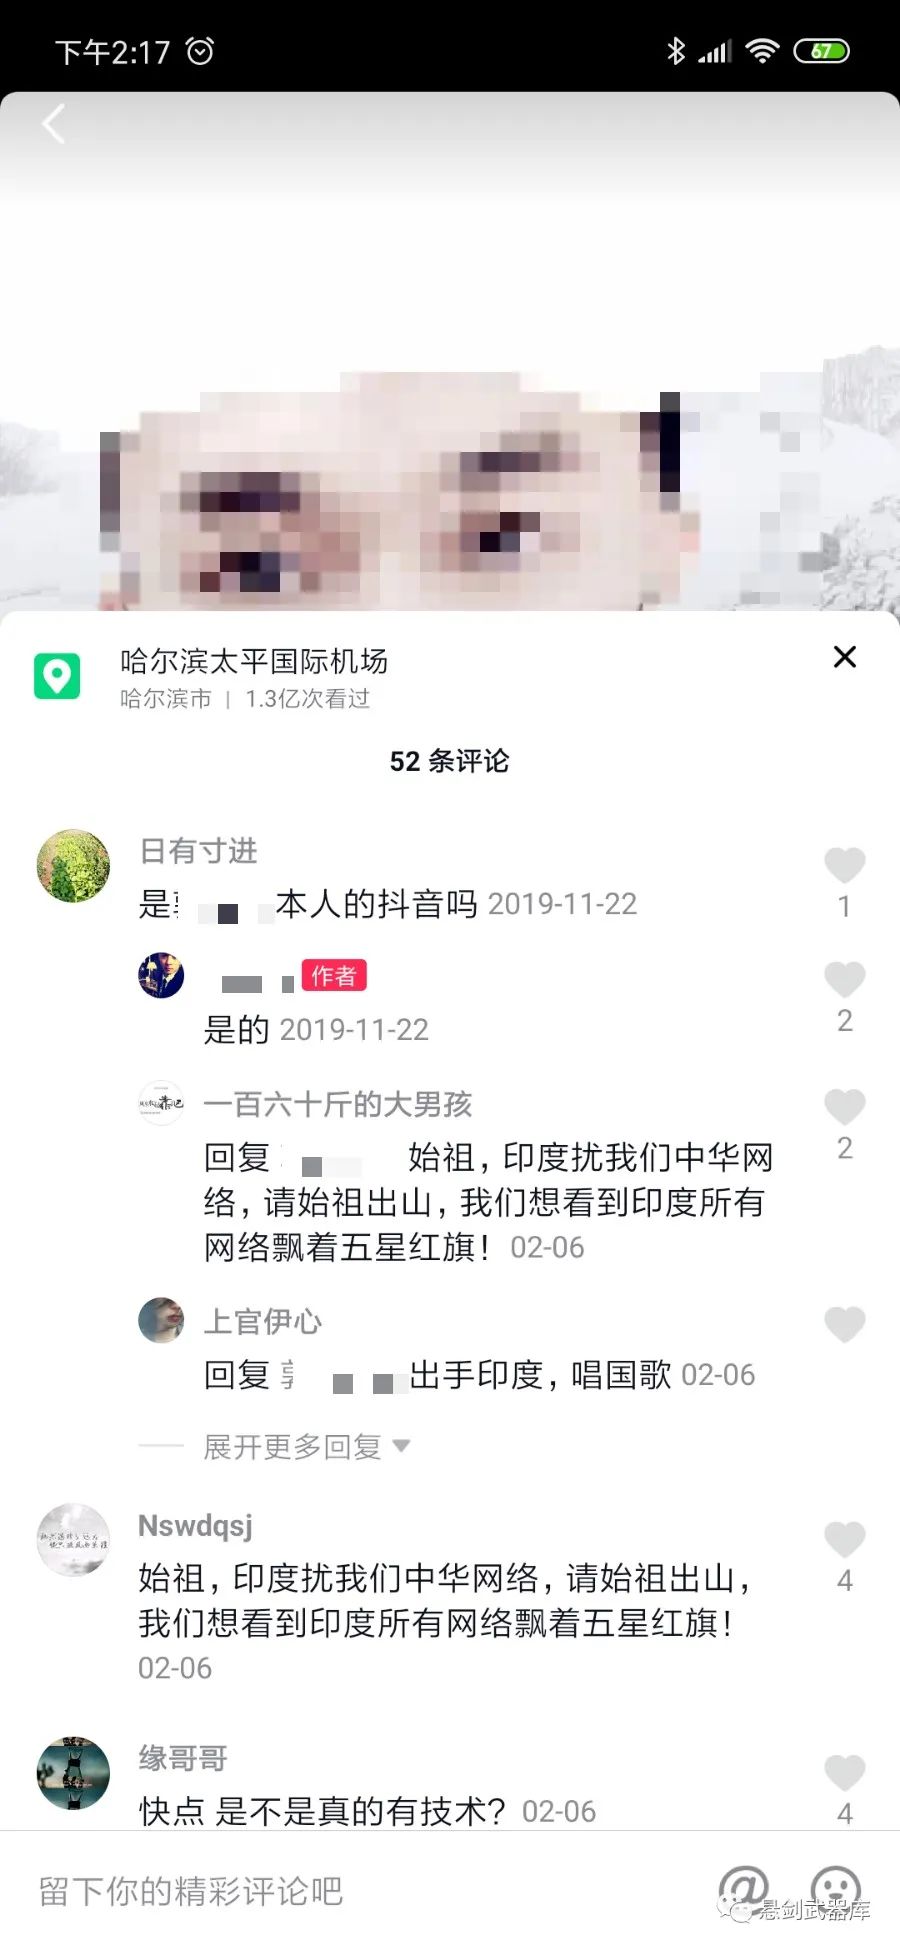 下午2:17
67
哈尔滨太平国际机场
哈尔滨市 | 1.3亿次看过
52 条评论
日有寸进
是 本人的抖音吗 2019-11-22
1
作者
是的 2019-11-22
2
一百六十斤的大男孩
回复 始祖，印度扰我们中华网
络，请始祖出山，我们想看到印度所有
网络飘着五星红旗！ 02-06
2
上官伊心
回复 出手印度，唱国歌 02-06
展开更多回复
Nswdqsj
始祖，印度扰我们中华网络，请始祖出山，
我们想看到印度所有网络飘着五星红旗！
02-06
4
缘哥哥
快点 是不是真的有技术？ 02-06
4
留下你的精彩评论吧
@
悬剑武器库